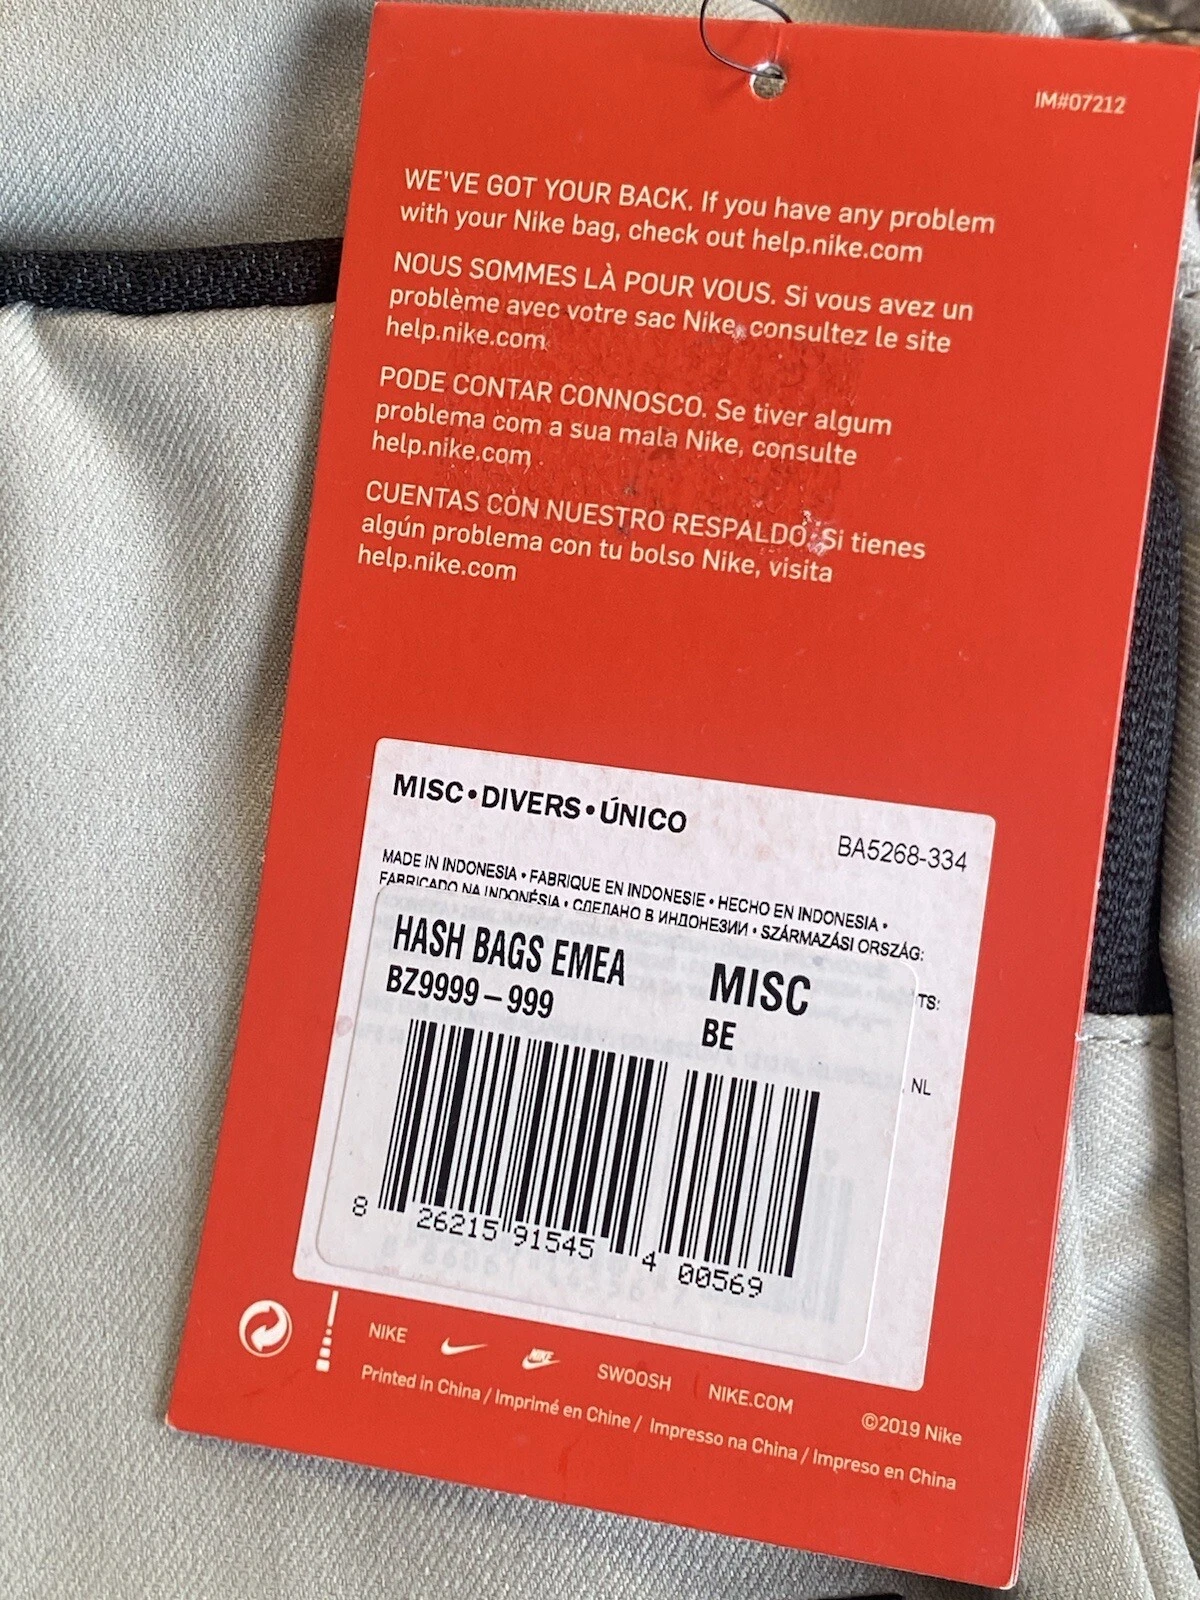 IM#07212
WE'VE GOT YOUR BACK. If you have any problem
with your Nike bag, check out help.nike.com
NOUS SOMMES LÀ POUR VOUS. Si vous avez un
problème avec votre sac Nike, consultez le site
help.nike.com
PODE CONTAR CONNOSCO. Se tiver algum
problema com a sua mala Nike, consulte
help.nike.com
CUENTAS CON NUESTRO RESPALDO. Si tienes
algún problema con tu bolso Nike, visita
help.nike.com
MISC • DIVERS • ÚNICO
BA5268-334
MADE IN INDONESIA • FABRIQUE EN INDONESIE • HECHO EN INDONESIA •
FABRICADO NA INDONÉSIA • СДЕЛАНО В ИНДОНЕЗИИ • SZÁRMAZÁSI ORSZÁG:
HASH BAGS EMEA
MISC
TS:
BZ9999-999
BE
NL
8 26215 91545 4 00569
NIKE NIKE SWOOSH NIKE.COM
©2019 Nike
Printed in China / Imprimé en Chine / Impresso na China / Impreso en China